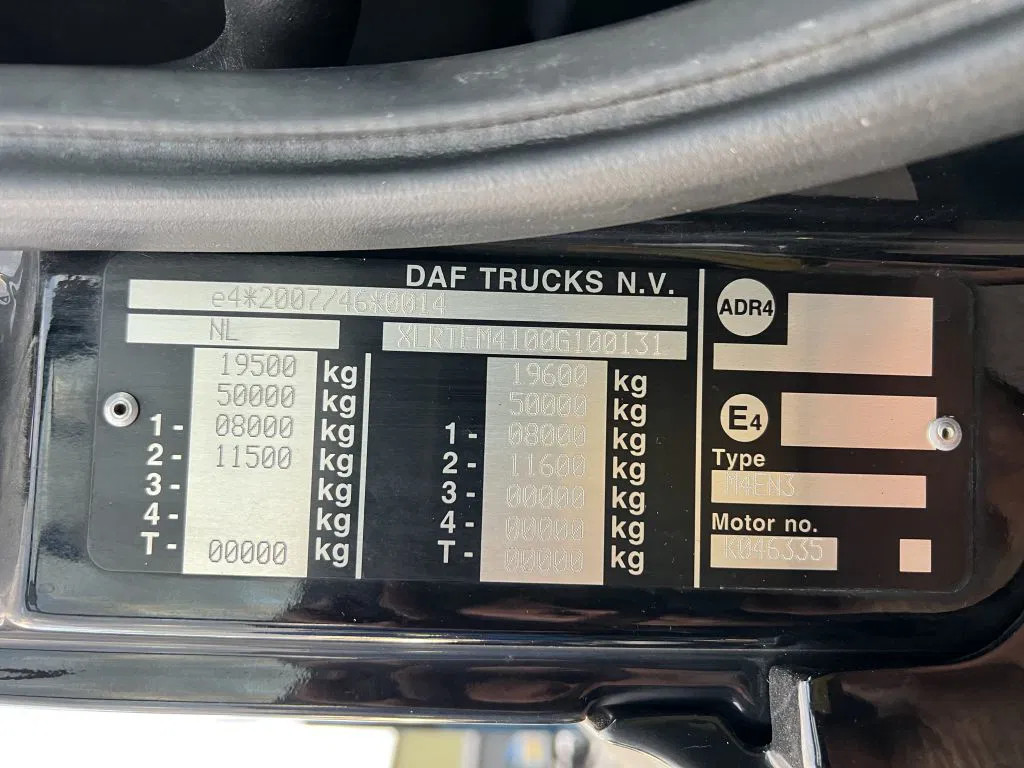 DAF TRUCKS N.V.
e4*2007/46*0014
NL
XLRTEM4100G100131
19500 kg
50000 kg
1 - 08000 kg
2 - 11500 kg
3 - kg
4 - kg
T - 00000 kg
19600 kg
50000 kg
1 - 08000 kg
2 - 11600 kg
3 - 00000 kg
4 - 00000 kg
T - 00000 kg
ADR4
E4
Type
M4EN3
Motor no.
K046335